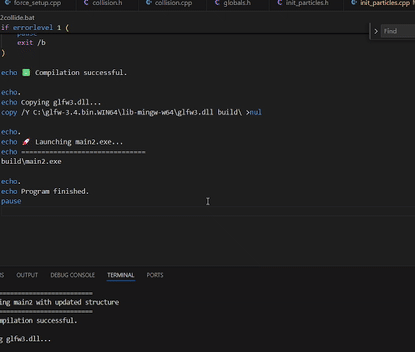 force_setup.cpp collision.h collision.cpp globals.h init_particles.h init_particles.cpp
2collide.bat
if errorlevel 1 (
Find
pause
exit /b
)
echo ✅ Compilation successful.
echo.
echo Copying glfw3.dll...
copy /Y C:\glfw-3.4.bin.WIN64\lib-mingw-w64\glfw3.dll build\ >nul
echo.
echo 🚀 Launching main2.exe...
echo ===============================
build\main2.exe
echo.
echo Program finished.
pause
OUTPUT DEBUG CONSOLE TERMINAL PORTS
=======================
ing main2 with updated structure
=======================
mpilation successful.
g glfw3.dll...